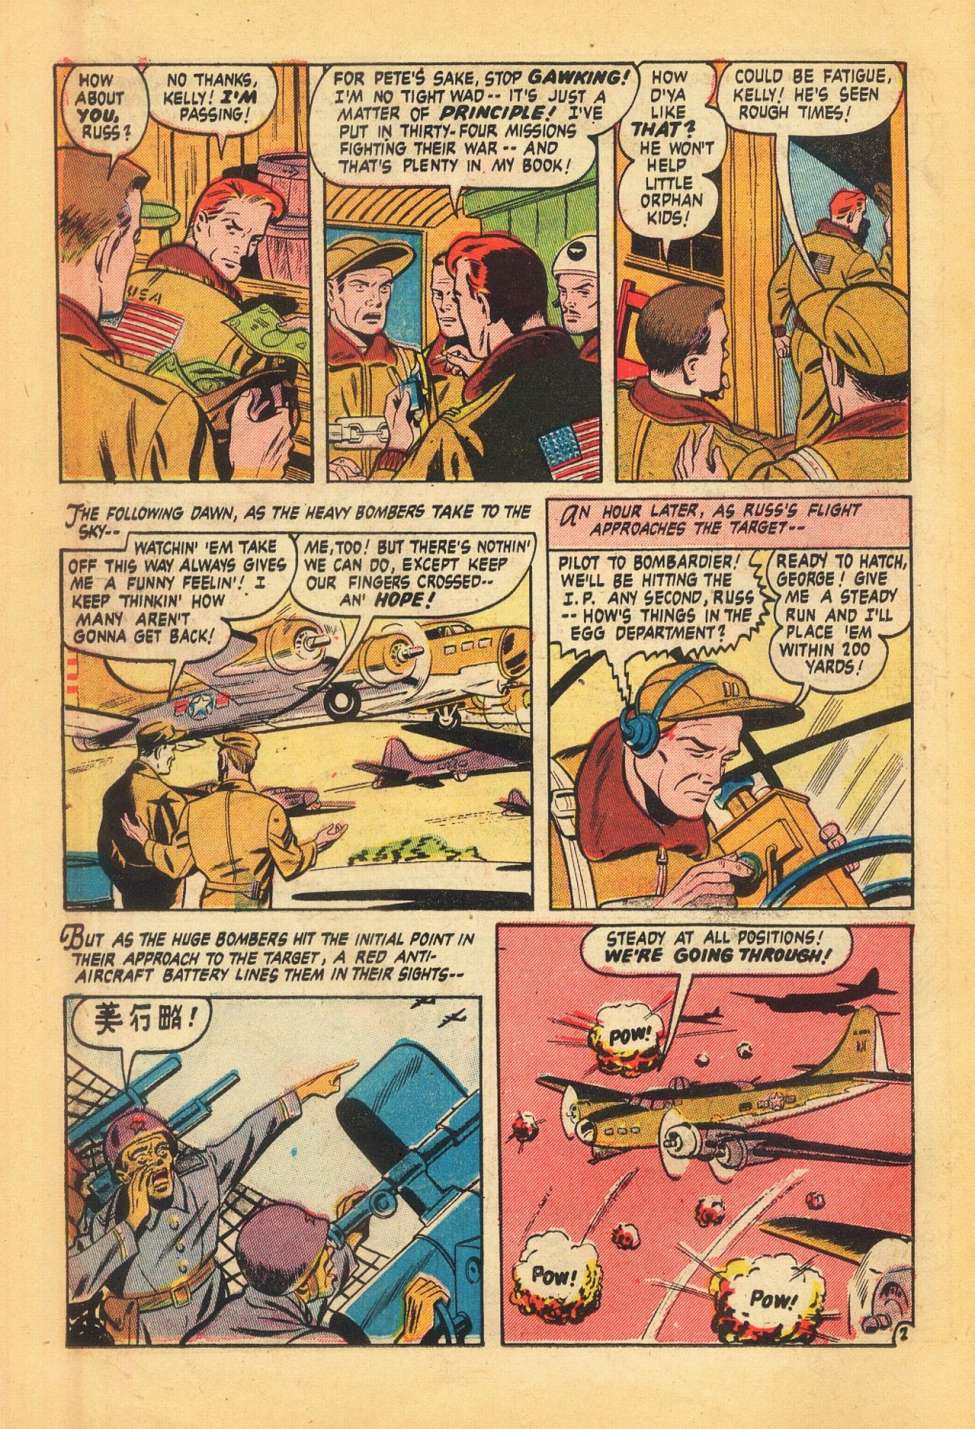 HOW
ABOUT
YOU,
RUSS?
NO THANKS,
KELLY! I'M
PASSING!
USA
FOR PETE'S SAKE, STOP GAWKING!
I'M NO TIGHT WAD-- IT'S JUST A
MATTER OF PRINCIPLE! I'VE
PUT IN THIRTY-FOUR MISSIONS
FIGHTING THEIR WAR-- AND
THAT'S PLENTY IN MY BOOK!
HOW
D'YA
LIKE
THAT?
HE WON'T
HELP
LITTLE
ORPHAN
KIDS!
COULD BE FATIGUE,
KELLY! HE'S SEEN
ROUGH TIMES!
THE FOLLOWING DAWN, AS THE HEAVY BOMBERS TAKE TO THE
SKY--
WATCHIN' 'EM TAKE
OFF THIS WAY ALWAYS GIVES
ME A FUNNY FEELIN'! I
KEEP THINKIN' HOW
MANY AREN'T
GONNA GET BACK!
ME, TOO! BUT THERE'S NOTHIN'
WE CAN DO, EXCEPT KEEP
OUR FINGERS CROSSED--
AN' HOPE!
AN HOUR LATER, AS RUSS'S FLIGHT
APPROACHES THE TARGET--
PILOT TO BOMBARDIER!
WE'LL BE HITTING THE
I.P. ANY SECOND, RUSS
-- HOW'S THINGS IN THE
EGG DEPARTMENT?
READY TO HATCH,
GEORGE! GIVE
ME A STEADY
RUN AND I'LL
PLACE 'EM
WITHIN 200
YARDS!
BUT AS THE HUGE BOMBERS HIT THE INITIAL POINT IN
THEIR APPROACH TO THE TARGET, A RED ANTI-
AIRCRAFT BATTERY LINES THEM IN THEIR SIGHTS--
美行略!
STEADY AT ALL POSITIONS!
WE'RE GOING THROUGH!
POW!
POW!
POW!
2